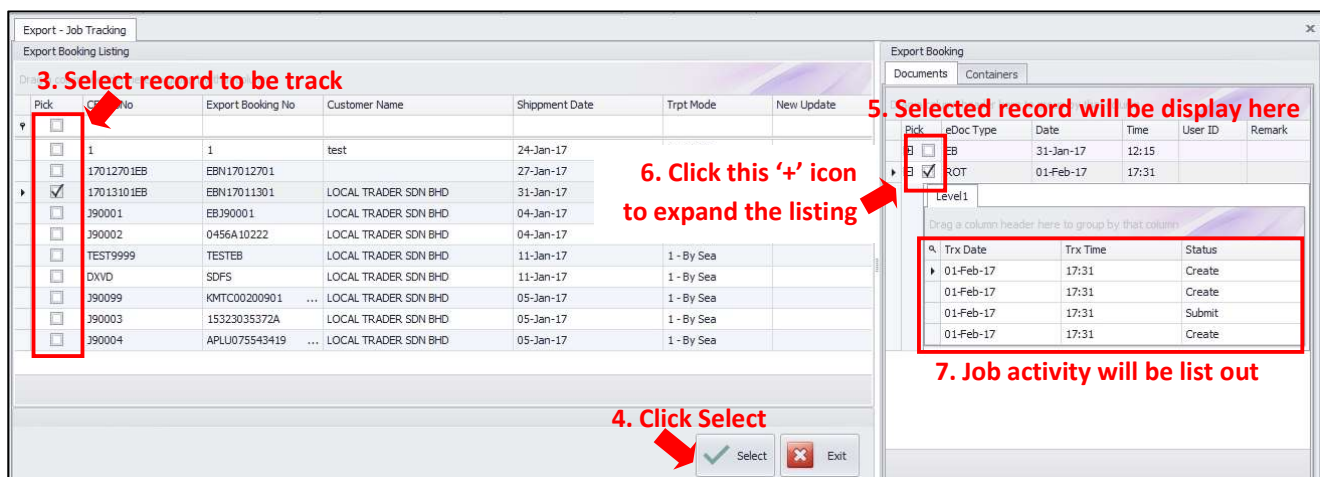 Export - Job Tracking
x
Export Booking Listing
Export Booking
Documents Containers
3. Select record to be track
Pick No Export Booking No Customer Name Shippment Date Trpt Mode New Update
5. Selected record will be display here
Pick eDoc Type Date Time User ID Remark
EB 31-Jan-17 12:15
ROT 01-Feb-17 17:31
1 1 test 24-Jan-17
17012701EB EBN17012701 27-Jan-17
17013101EB EBN17011301 LOCAL TRADER SDN BHD 31-Jan-17
J90001 EBJ90001 LOCAL TRADER SDN BHD 04-Jan-17
J90002 0456A10222 LOCAL TRADER SDN BHD 04-Jan-17
TEST9999 TESTEB LOCAL TRADER SDN BHD 11-Jan-17 1 - By Sea
DXVD SDFS LOCAL TRADER SDN BHD 11-Jan-17 1 - By Sea
J90099 KMTC00200901 ... LOCAL TRADER SDN BHD 05-Jan-17 1 - By Sea
J90003 15323035372A LOCAL TRADER SDN BHD 05-Jan-17 1 - By Sea
J90004 APLU075543419 ... LOCAL TRADER SDN BHD 05-Jan-17 1 - By Sea
6. Click this ‘+’ icon
to expand the listing
Level1
Drag a column header here to group by that column
Trx Date Trx Time Status
01-Feb-17 17:31 Create
01-Feb-17 17:31 Create
01-Feb-17 17:31 Submit
01-Feb-17 17:31 Create
7. Job activity will be list out
4. Click Select
Select Exit